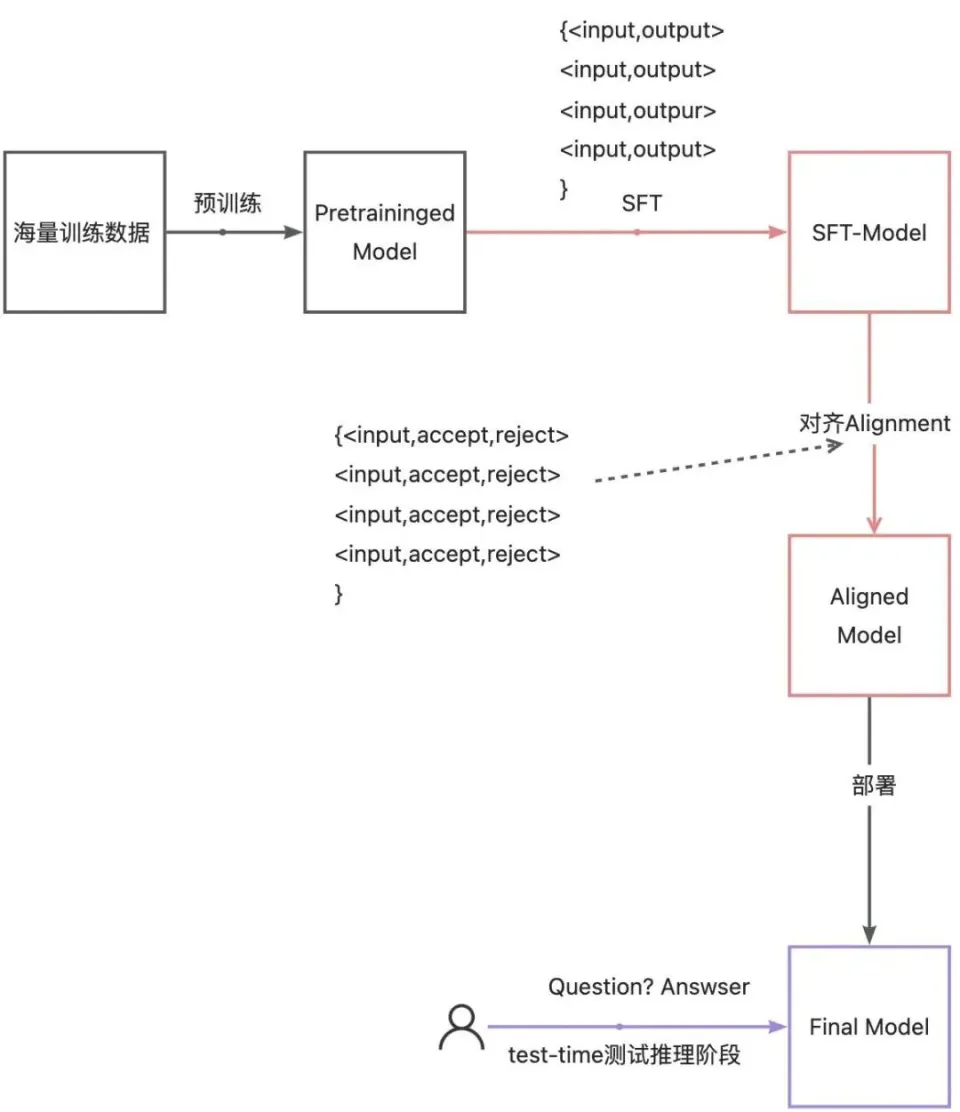 {<input,output>
<input,output>
<input,outpur>
<input,output>
}
海量训练数据
预训练
Pretraininged
Model
SFT
SFT-Model
对齐Alignment
{<input,accept,reject>
<input,accept,reject>
<input,accept,reject>
<input,accept,reject>
}
Aligned
Model
部署
Question? Answser
test-time测试推理阶段
Final Model